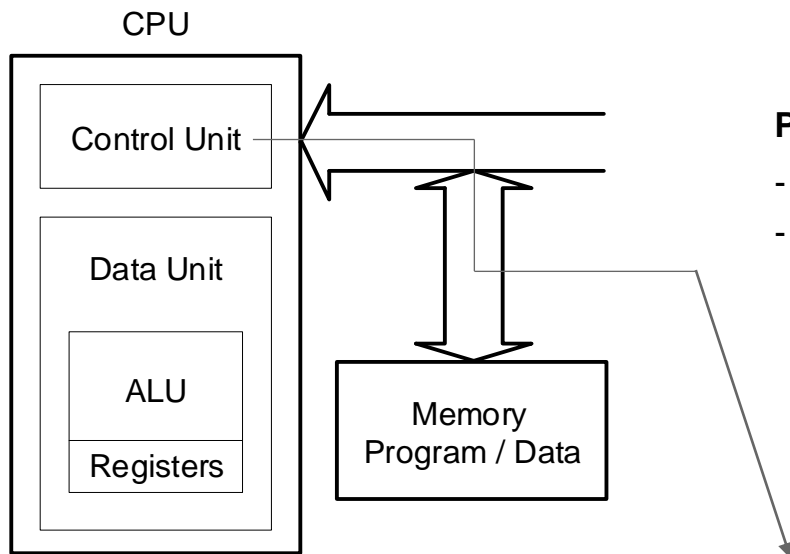 CPU
Control Unit
P
-
-
Data Unit
ALU
Registers
Memory
Program / Data